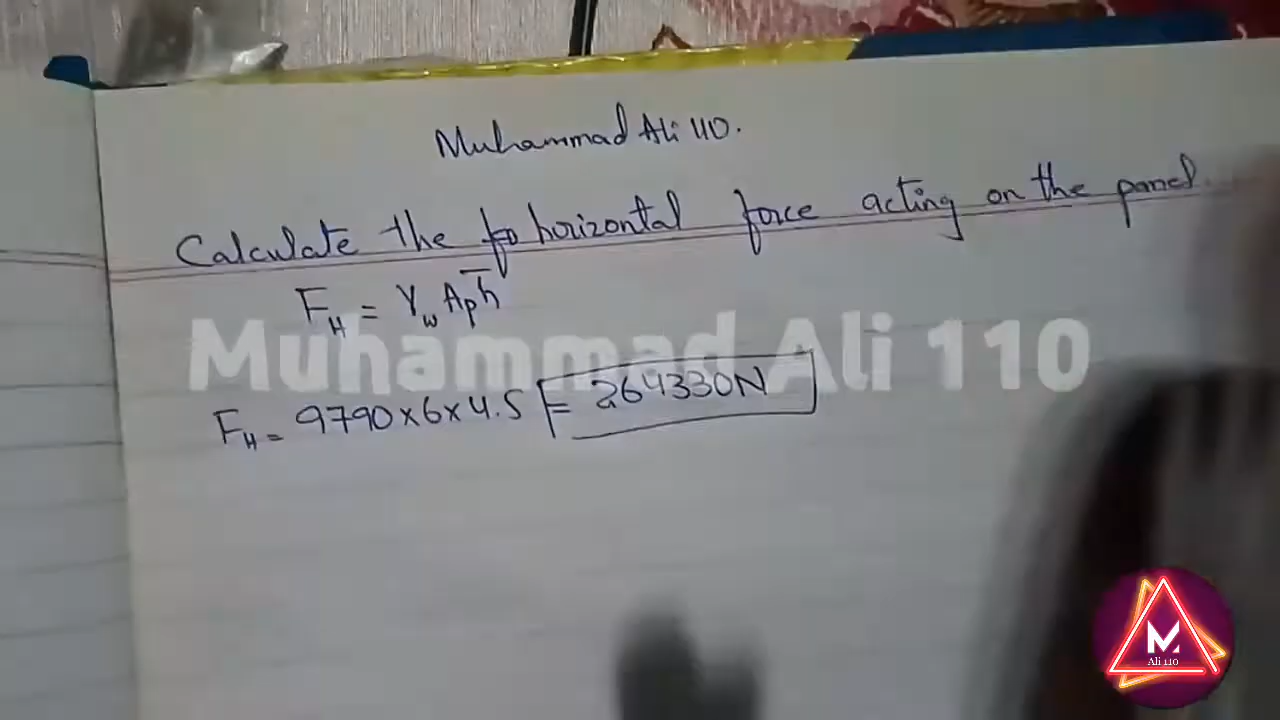 Muhammad Ali 110.
Calculate the horizontal force acting on the panel.
F_H = γ_w A_p h̄
Muhammad Ali 110
F_H = 9790 x 6 x 4.5 = 264330N
M
Ali 110